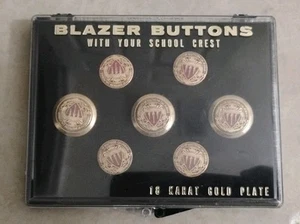 BLAZER BUTTONS
WITH YOUR SCHOOL CREST
18 KARAT GOLD PLATE